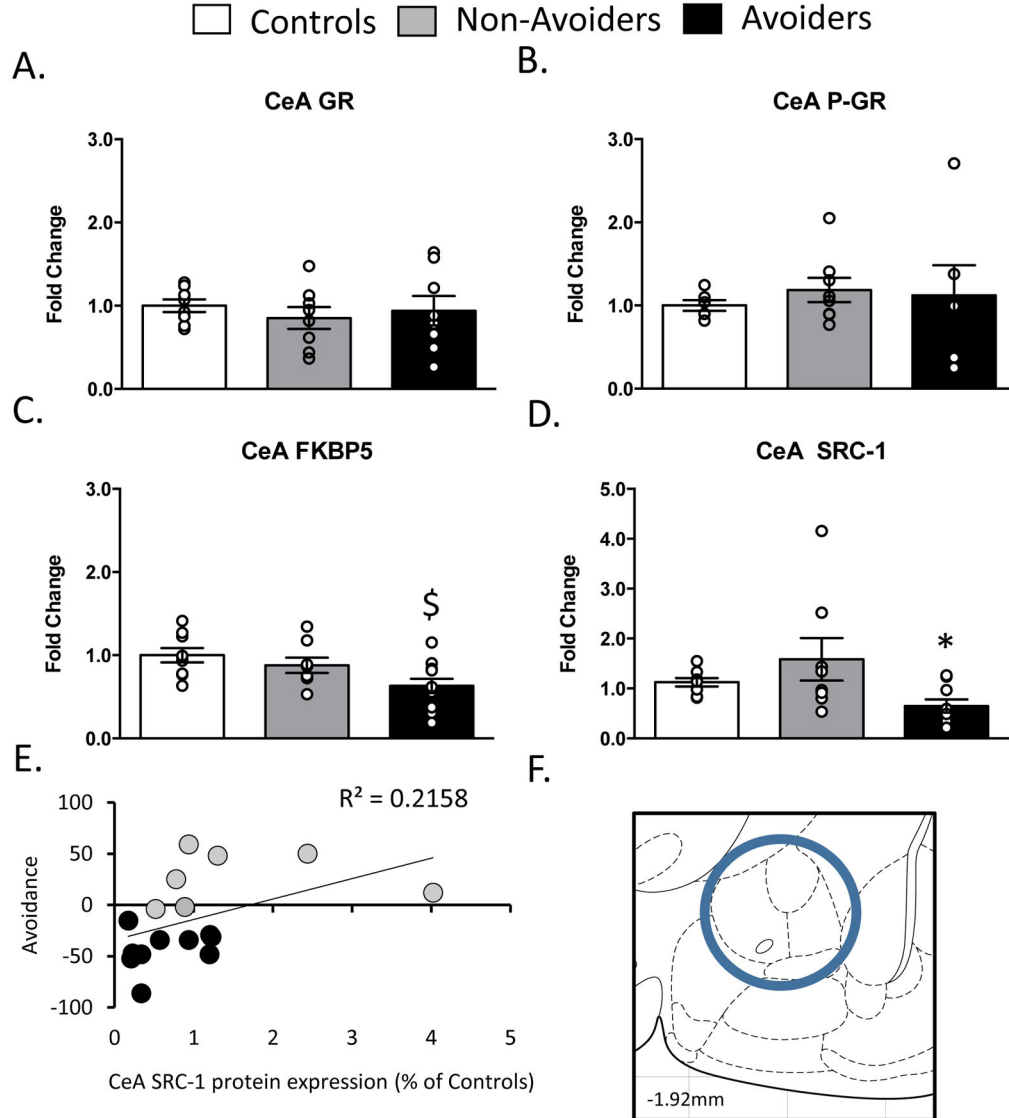 Controls Non-Avoiders Avoiders
A.
CeA GR
Fold Change
3.0
2.0
1.0
0.0
B.
CeA P-GR
Fold Change
3.0
2.0
1.0
0.0
C.
CeA FKBP5
Fold Change
3.0
2.0
1.0
0.0
$
D.
CeA SRC-1
Fold Change
5.0
4.0
3.0
2.0
1.0
0.0
*
E.
R² = 0.2158
Avoidance
100
50
0
-50
-100
0 1 2 3 4 5
CeA SRC-1 protein expression (% of Controls)
F.
-1.92mm